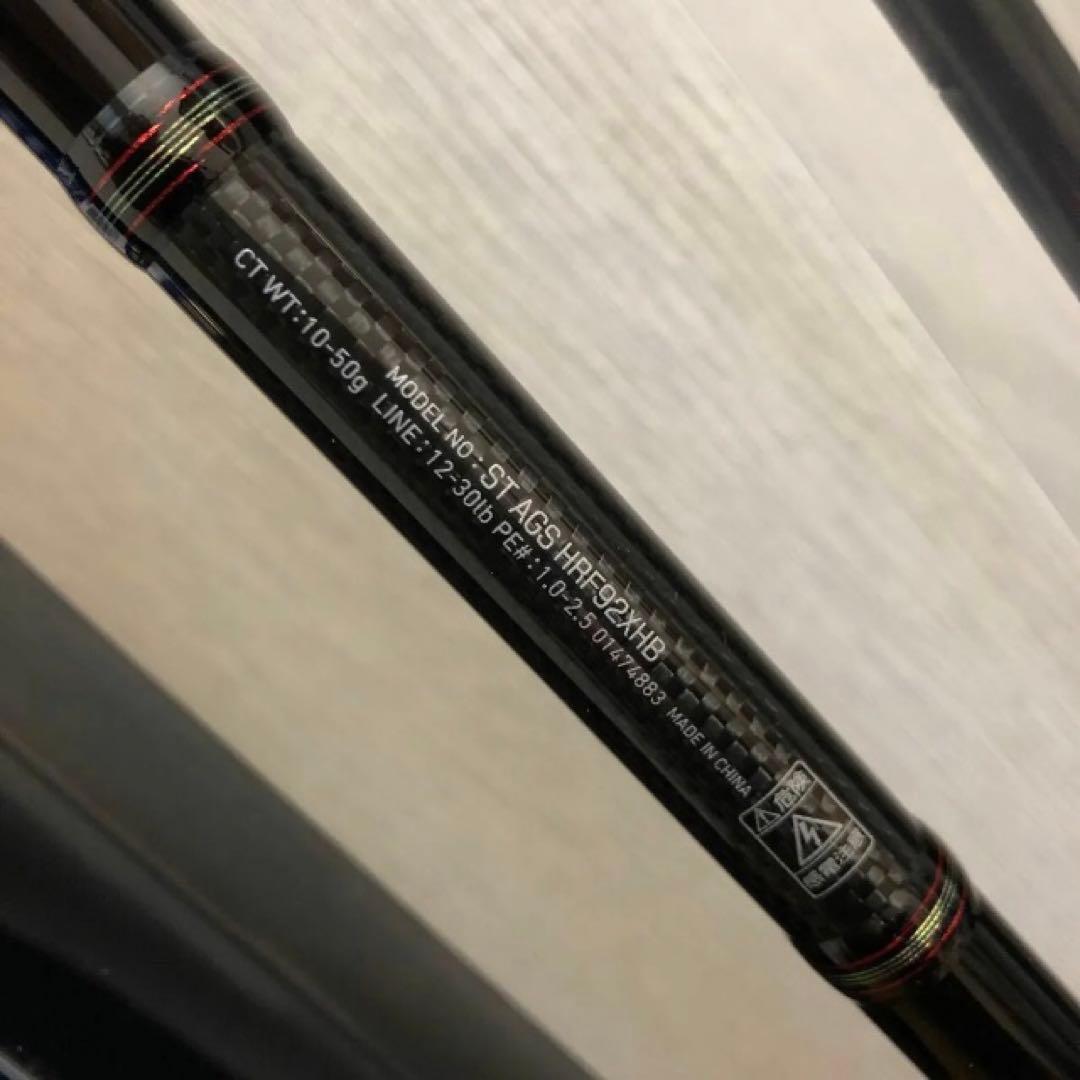 MODEL NO : ST AGS HRF92XHB
CT WT:10-50g LINE:12-30lb PE#:1.0-2.5 01474883 MADE IN CHINA
危険
感電注意